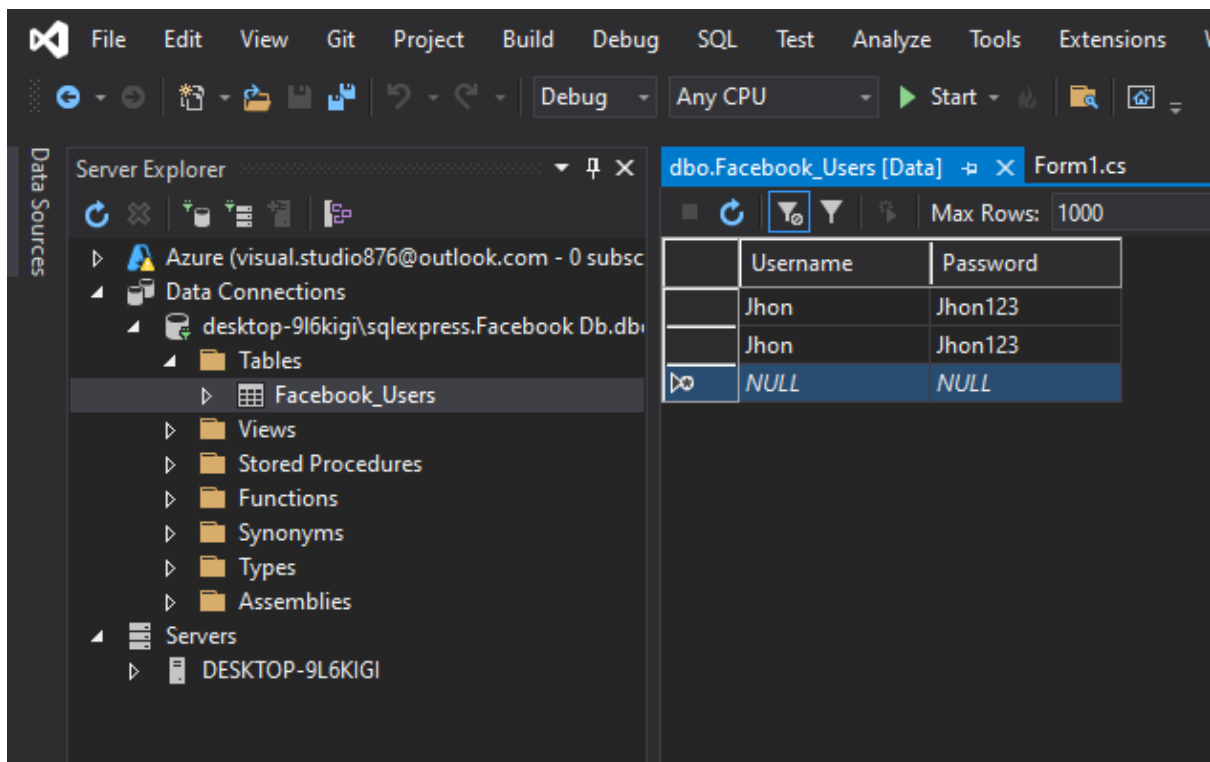 File Edit View Git Project Build Debug SQL Test Analyze Tools Extensions
Debug Any CPU Start
Data Sources
Server Explorer
dbo.Facebook_Users [Data] Form1.cs
Max Rows: 1000
Azure (visual.studio876@outlook.com - 0 subsc
Data Connections
desktop-9l6kigi\sqlexpress.Facebook Db.db
Tables
Facebook_Users
Views
Stored Procedures
Functions
Synonyms
Types
Assemblies
Servers
DESKTOP-9L6KIGI
Username Password
Jhon Jhon123
Jhon Jhon123
NULL NULL